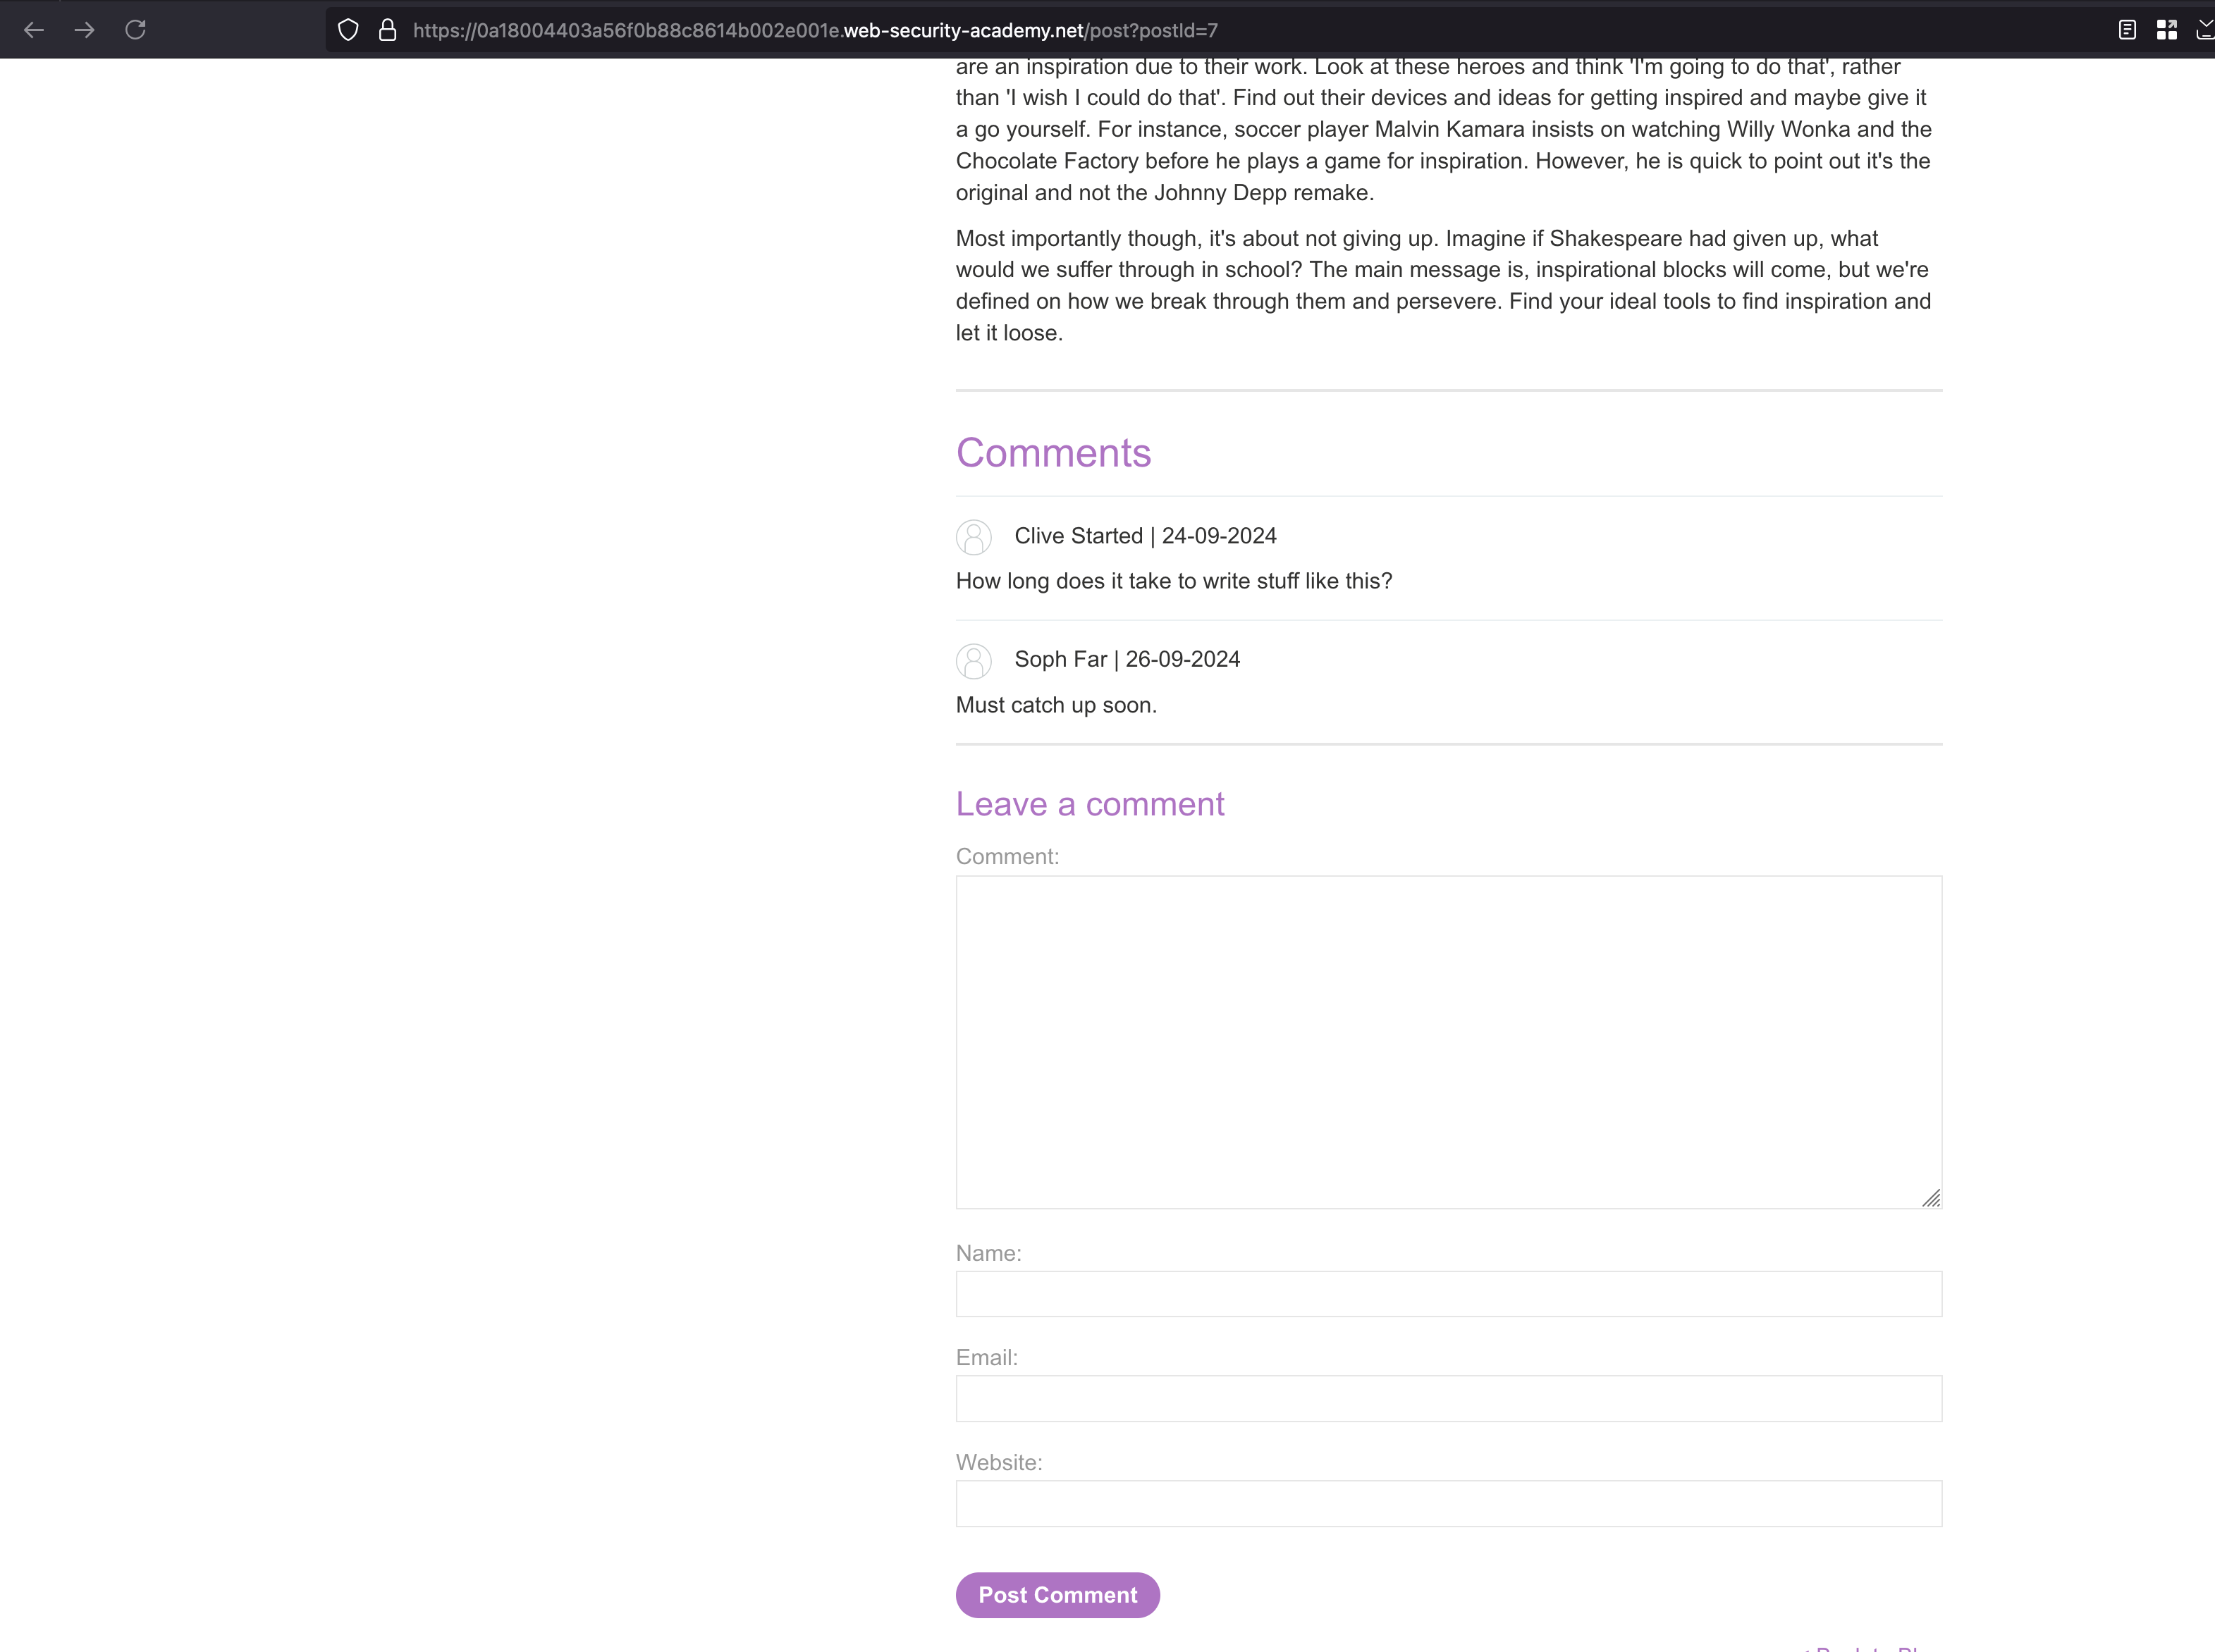 https://0a18004403a56f0b88c8614b002e001e.web-security-academy.net/post?postId=7
are an inspiration due to their work. Look at these heroes and think 'I'm going to do that', rather
than 'I wish I could do that'. Find out their devices and ideas for getting inspired and maybe give it
a go yourself. For instance, soccer player Malvin Kamara insists on watching Willy Wonka and the
Chocolate Factory before he plays a game for inspiration. However, he is quick to point out it's the
original and not the Johnny Depp remake.
Most importantly though, it's about not giving up. Imagine if Shakespeare had given up, what
would we suffer through in school? The main message is, inspirational blocks will come, but we're
defined on how we break through them and persevere. Find your ideal tools to find inspiration and
let it loose.
Comments
Clive Started | 24-09-2024
How long does it take to write stuff like this?
Soph Far | 26-09-2024
Must catch up soon.
Leave a comment
Comment:
Name:
Email:
Website:
Post Comment